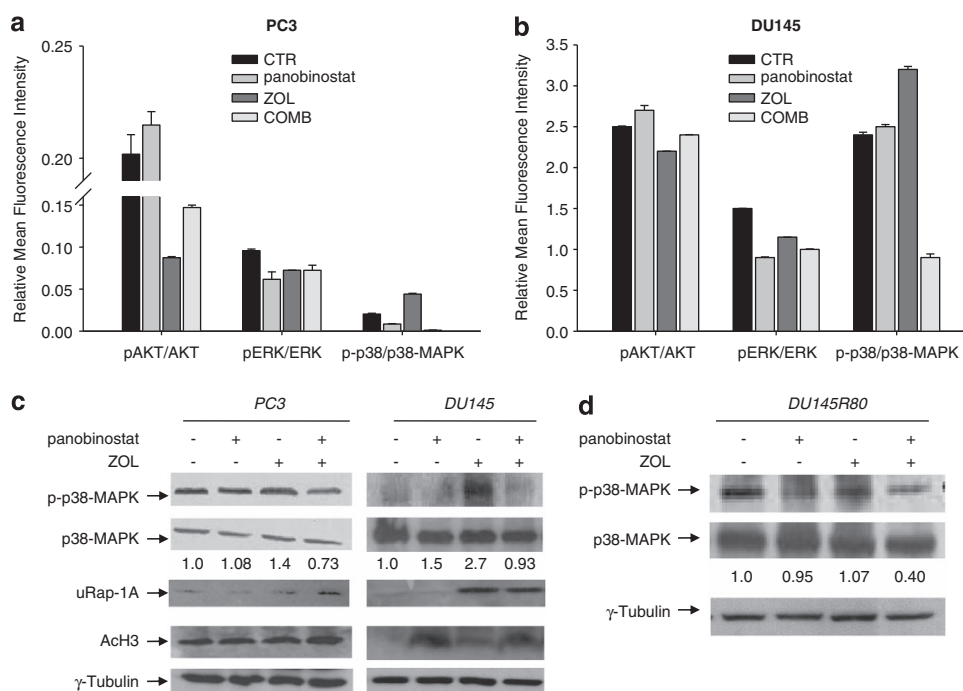 a
PC3
Relative Mean Fluorescence Intensity
0.25
0.20
0.15
0.10
0.05
0.00
CTR
panobinostat
ZOL
COMB
pAKT/AKT
pERK/ERK
p-p38/p38-MAPK
b
DU145
Relative Mean Fluorescence Intensity
3.5
3.0
2.5
2.0
1.5
1.0
0.5
0.0
CTR
panobinostat
ZOL
COMB
pAKT/AKT
pERK/ERK
p-p38/p38-MAPK
c
PC3 DU145
panobinostat - + - + - + - +
ZOL - - + + - - + +
p-p38-MAPK
p38-MAPK
1.0 1.08 1.4 0.73 1.0 1.5 2.7 0.93
uRap-1A
AcH3
γ-Tubulin
d
DU145R80
panobinostat - + - +
ZOL - - + +
p-p38-MAPK
p38-MAPK
1.0 0.95 1.07 0.40
γ-Tubulin